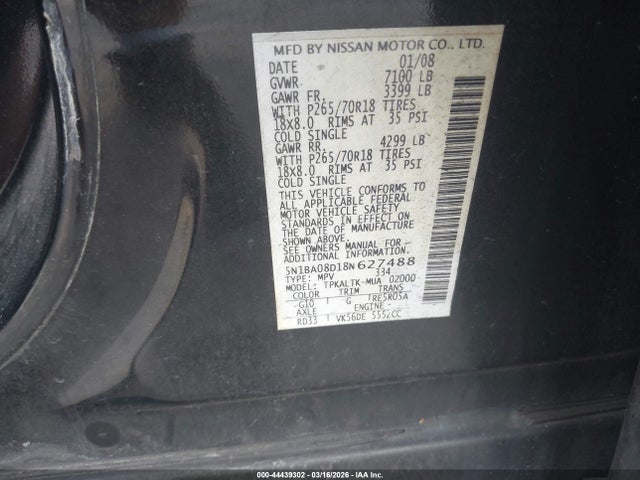 MFD BY NISSAN MOTOR CO., LTD.
DATE 01/08
GVWR 7100 LB
GAWR FR. 3399 LB
WITH P265/70R18 TIRES
18X8.0 RIMS AT 35 PSI
COLD SINGLE
GAWR RR. 4299 LB
WITH P265/70R18 TIRES
18X8.0 RIMS AT 35 PSI
COLD SINGLE
THIS VEHICLE CONFORMS TO
ALL APPLICABLE FEDERAL
MOTOR VEHICLE SAFETY
STANDARDS IN EFFECT ON
THE DATE OF MANUFACTURE
SHOWN ABOVE.
SEE OWNERS MANUAL FOR
ADDITIONAL INFORMATION.
5N1BA08D18N627488
TYPE: MPV 334
MODEL: TPKALTK-MUA 02D00
COLOR TRIM TRANS
G10 G RE5R05A
AXLE ENGINE
RD33 VK56DE 5552CC
000-44439302 — 03/16/2026 — IAA Inc.